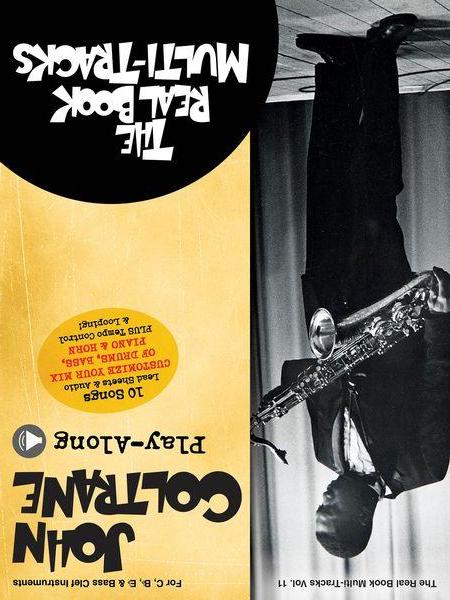 For C, B♭, E♭ & Bass Clef Instruments
The Real Book Multi-Tracks Vol. 11
JOHN
COLTRANE
Play-Along
10 Songs
Lead Sheets & Audio
CUSTOMIZE YOUR MIX
OF DRUMS, BASS,
PIANO & HORN
PLUS Tempo Control
& Looping!
THE
REAL BOOK
MULTI-TRACKS